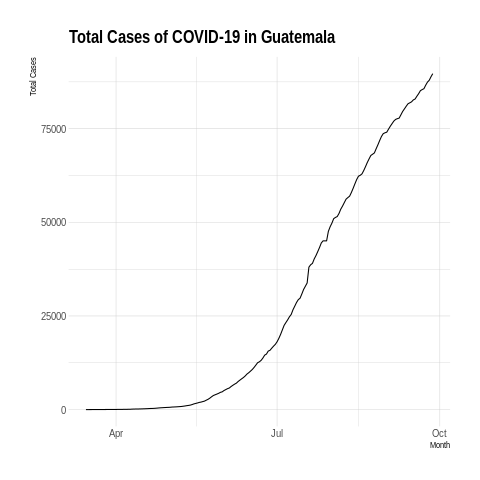 Total Cases of COVID-19 in Guatemala
Total Cases
75000
50000
25000
0
Apr
Jul
Oct
Month